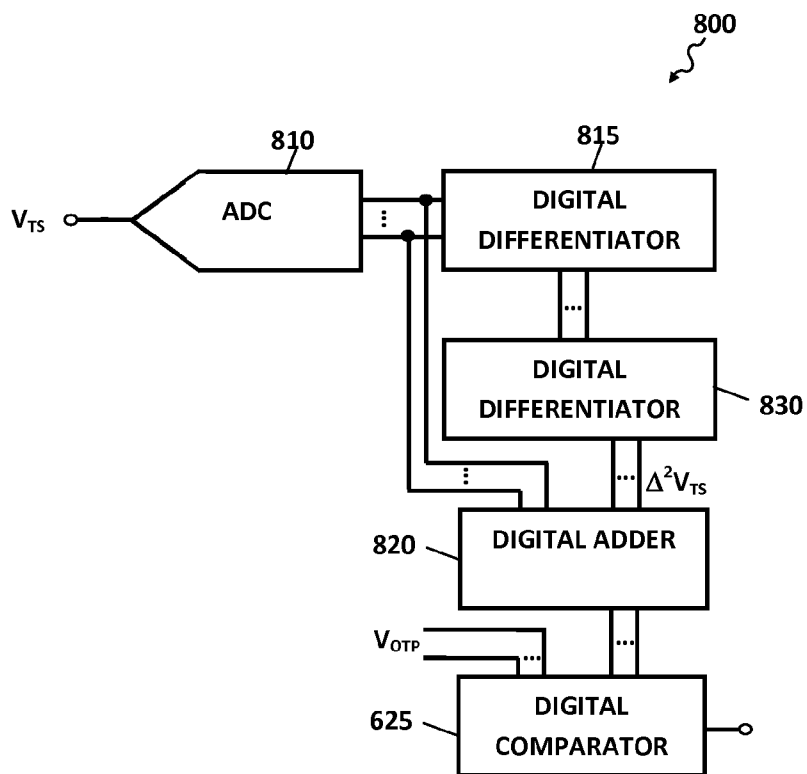 800
810
815
V_TS
ADC
⋮
DIGITAL
DIFFERENTIATOR
...
DIGITAL
DIFFERENTIATOR
830
⋮
...
Δ²V_TS
820
DIGITAL ADDER
V_OTP
...
...
625
DIGITAL
COMPARATOR